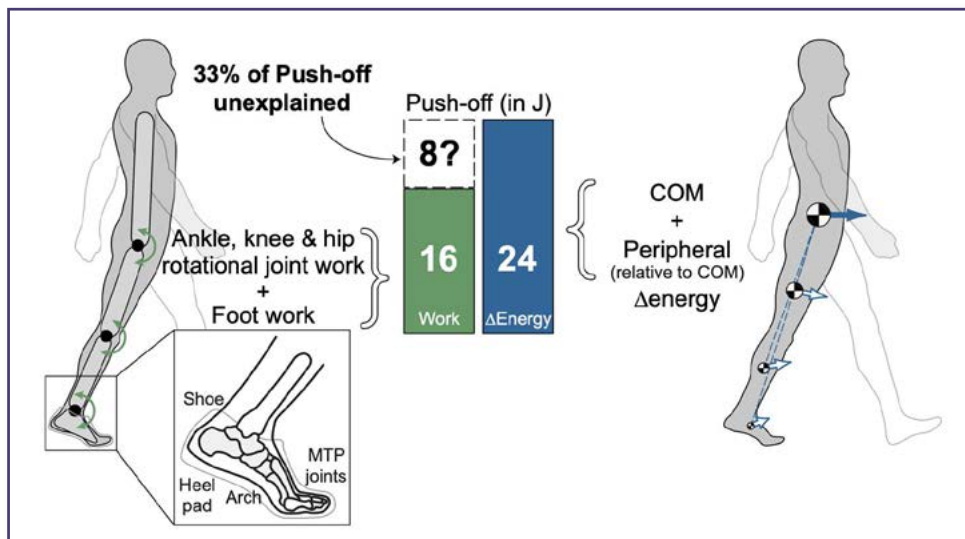 33% of Push-off
unexplained
Push-off (in J)
8?
16
Work
24
ΔEnergy
Ankle, knee & hip
rotational joint work
+
Foot work
COM
+
Peripheral
(relative to COM)
Δenergy
Shoe
MTP
joints
Heel
pad
Arch